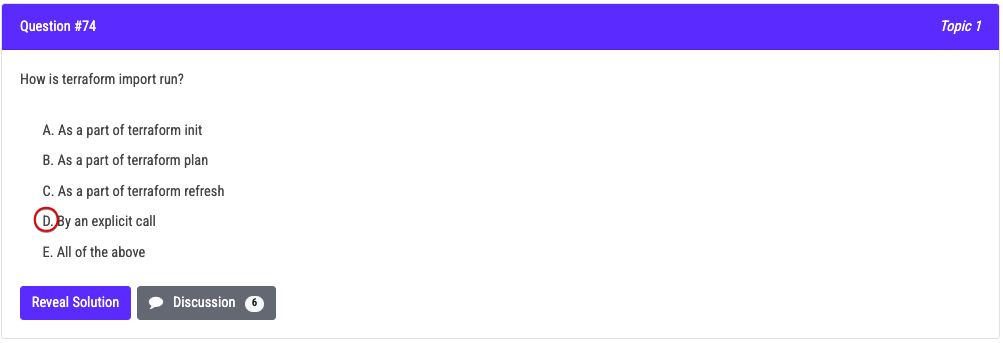 Question #74 Topic 1
How is terraform import run?
A. As a part of terraform init
B. As a part of terraform plan
C. As a part of terraform refresh
D. By an explicit call
E. All of the above
Reveal Solution Discussion 6